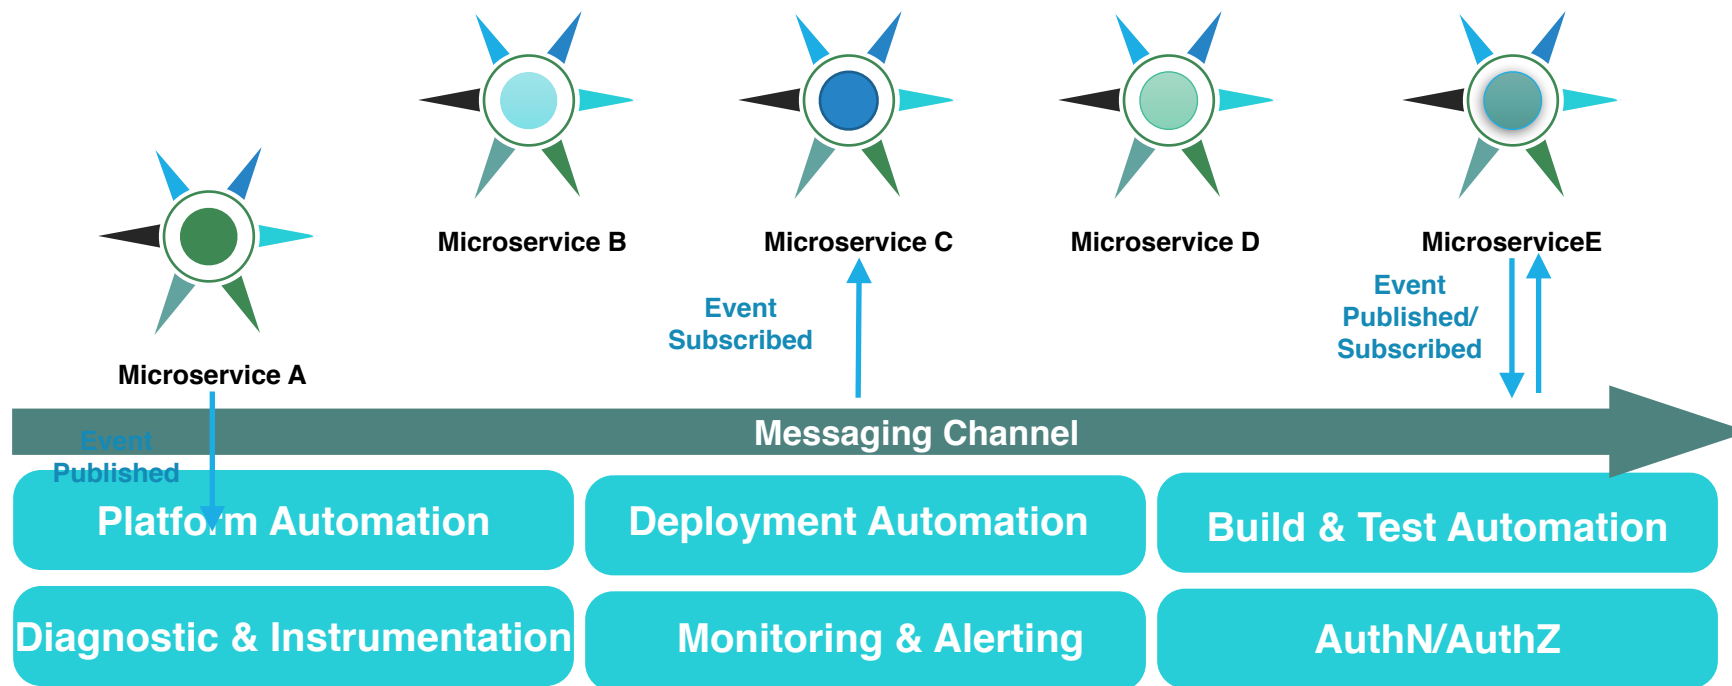 Microservice B
Microservice C
Microservice D
MicroserviceE
Event
Published/
Subscribed
Event
Subscribed
Microservice A
Messaging Channel
Event
Published
Platform Automation
Deployment Automation
Build & Test Automation
Diagnostic & Instrumentation
Monitoring & Alerting
AuthN/AuthZ